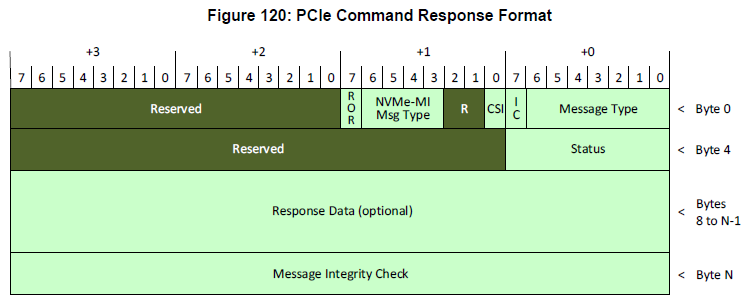 Figure 120: PCIe Command Response Format
+3 +2 +1 +0
7 6 5 4 3 2 1 0 7 6 5 4 3 2 1 0 7 6 5 4 3 2 1 0 7 6 5 4 3 2 1 0
Reserved R O R NVMe-MI Msg Type R CSI I C Message Type < Byte 0
Reserved Status < Byte 4
Response Data (optional) < Bytes 8 to N-1
Message Integrity Check < Byte N